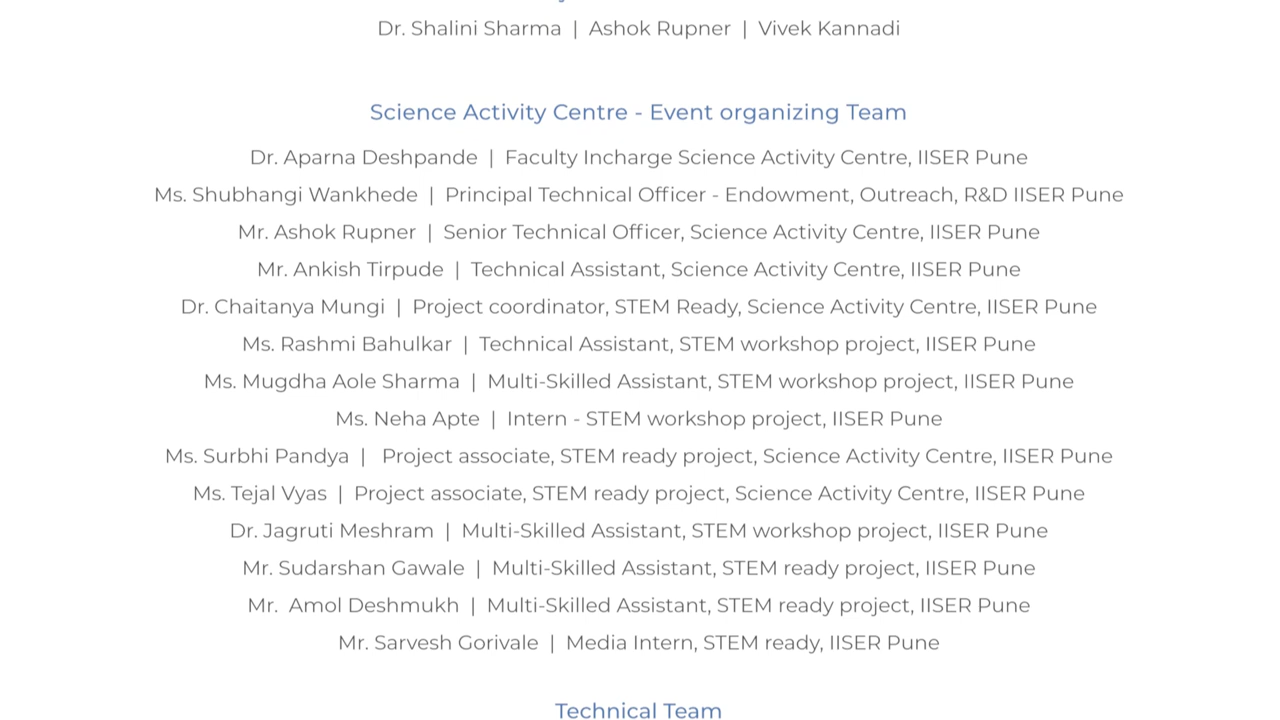 Dr. Shalini Sharma | Ashok Rupner | Vivek Kannadi
Science Activity Centre - Event organizing Team
Dr. Aparna Deshpande | Faculty Incharge Science Activity Centre, IISER Pune
Ms. Shubhangi Wankhede | Principal Technical Officer - Endowment, Outreach, R&D IISER Pune
Mr. Ashok Rupner | Senior Technical Officer, Science Activity Centre, IISER Pune
Mr. Ankish Tirpude | Technical Assistant, Science Activity Centre, IISER Pune
Dr. Chaitanya Mungi | Project coordinator, STEM Ready, Science Activity Centre, IISER Pune
Ms. Rashmi Bahulkar | Technical Assistant, STEM workshop project, IISER Pune
Ms. Mugdha Aole Sharma | Multi-Skilled Assistant, STEM workshop project, IISER Pune
Ms. Neha Apte | Intern - STEM workshop project, IISER Pune
Ms. Surbhi Pandya | Project associate, STEM ready project, Science Activity Centre, IISER Pune
Ms. Tejal Vyas | Project associate, STEM ready project, Science Activity Centre, IISER Pune
Dr. Jagruti Meshram | Multi-Skilled Assistant, STEM workshop project, IISER Pune
Mr. Sudarshan Gawale | Multi-Skilled Assistant, STEM ready project, IISER Pune
Mr. Amol Deshmukh | Multi-Skilled Assistant, STEM ready project, IISER Pune
Mr. Sarvesh Gorivale | Media Intern, STEM ready, IISER Pune
Technical Team